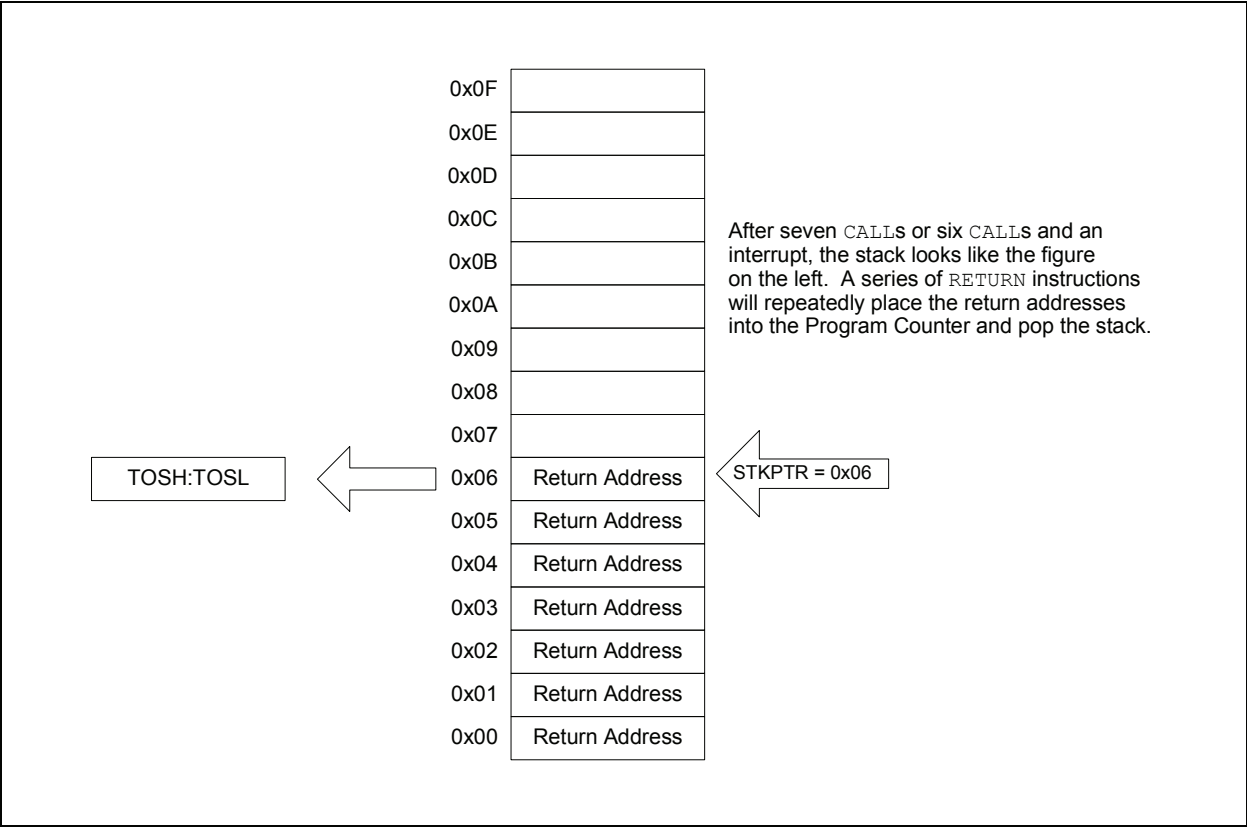 0x0F
0x0E
0x0D
0x0C
0x0B
0x0A
0x09
0x08
0x07
TOSH:TOSL
0x06 Return Address
STKPTR = 0x06
0x05 Return Address
0x04 Return Address
0x03 Return Address
0x02 Return Address
0x01 Return Address
0x00 Return Address
After seven CALLs or six CALLs and an
interrupt, the stack looks like the figure
on the left. A series of RETURN instructions
will repeatedly place the return addresses
into the Program Counter and pop the stack.